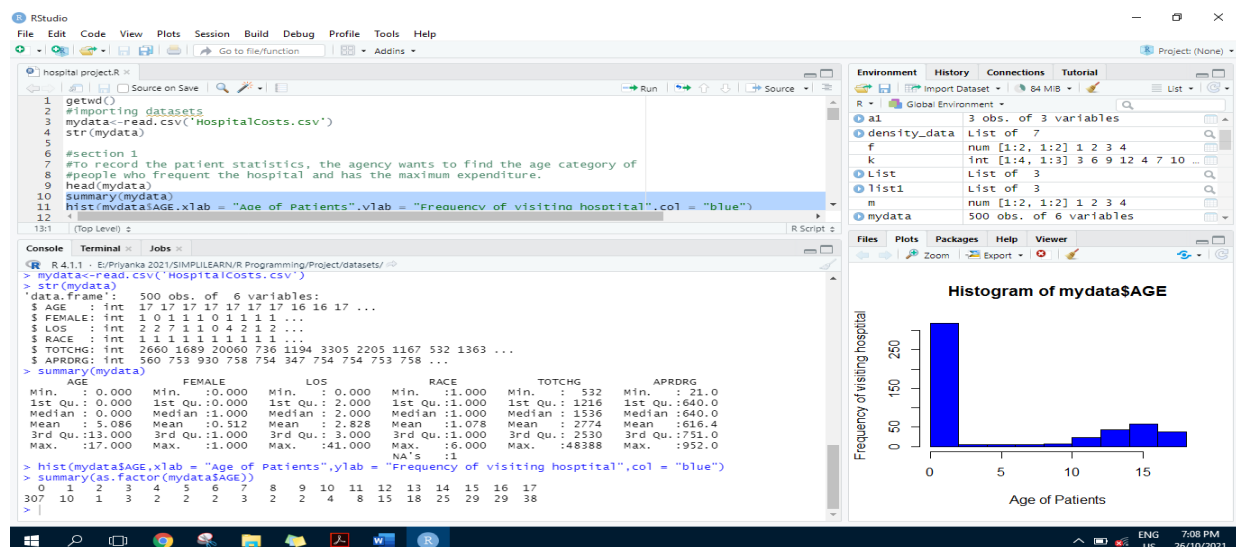 RStudio
File Edit Code View Plots Session Build Debug Profile Tools Help
Go to file/function Addins
Project: (None)
hospital project.R
Source on Save Run Source
1 getwd()
2 #importing datasets
3 mydata<-read.csv('HospitalCosts.csv')
4 str(mydata)
5
6 #section 1
7 #To record the patient statistics, the agency wants to find the age category of
8 #people who frequent the hospital and has the maximum expenditure.
9 head(mydata)
10 summary(mydata)
11 hist(mydata$AGE,xlab = "Age of Patients",ylab = "Frequency of visiting hosptital",col = "blue")
12
13:1 (Top Level) R Script
Console Terminal Jobs
R 4.1.1 · E:/Priyanka 2021/SIMPLILEARN/R Programming/Project/datasets/
> mydata<-read.csv('HospitalCosts.csv')
> str(mydata)
'data.frame': 500 obs. of 6 variables:
$ AGE : int 17 17 17 17 17 17 17 16 16 17 ...
$ FEMALE: int 1 0 1 1 1 0 1 1 1 1 ...
$ LOS : int 2 2 7 1 1 0 4 2 1 2 ...
$ RACE : int 1 1 1 1 1 1 1 1 1 1 ...
$ TOTCHG: int 2660 1689 20060 736 1194 3305 2205 1167 532 1363 ...
$ APRDRG: int 560 753 930 758 754 347 754 754 753 758 ...
> summary(mydata)
AGE FEMALE LOS RACE TOTCHG APRDRG
Min. : 0.000 Min. :0.000 Min. : 0.000 Min. :1.000 Min. : 532 Min. : 21.0
1st Qu.: 0.000 1st Qu.:0.000 1st Qu.: 2.000 1st Qu.:1.000 1st Qu.: 1216 1st Qu.:640.0
Median : 0.000 Median :1.000 Median : 2.000 Median :1.000 Median : 1536 Median :640.0
Mean : 5.086 Mean :0.512 Mean : 2.828 Mean :1.078 Mean : 2774 Mean :616.4
3rd Qu.:13.000 3rd Qu.:1.000 3rd Qu.: 3.000 3rd Qu.:1.000 3rd Qu.: 2530 3rd Qu.:751.0
Max. :17.000 Max. :1.000 Max. :41.000 Max. :6.000 Max. :48388 Max. :952.0
NA's :1
> hist(mydata$AGE,xlab = "Age of Patients",ylab = "Frequency of visiting hosptital",col = "blue")
> summary(as.factor(mydata$AGE))
0 1 2 3 4 5 6 7 8 9 10 11 12 13 14 15 16 17
307 10 1 3 2 2 2 3 2 2 4 8 15 18 25 29 29 38
>
Environment History Connections Tutorial
Import Dataset 84 MiB List
R Global Environment
a1 3 obs. of 3 variables
density_data List of 7
f num [1:2, 1:2] 1 2 3 4
k int [1:4, 1:3] 3 6 9 12 4 7 10 ...
List List of 3
list1 List of 3
m num [1:2, 1:2] 1 2 3 4
mydata 500 obs. of 6 variables
Files Plots Packages Help Viewer
Zoom Export
Histogram of mydata$AGE
Frequency of visiting hosptital
250
150
50
0
0 5 10 15
Age of Patients
ENG 7:08 PM
US 26/10/2021